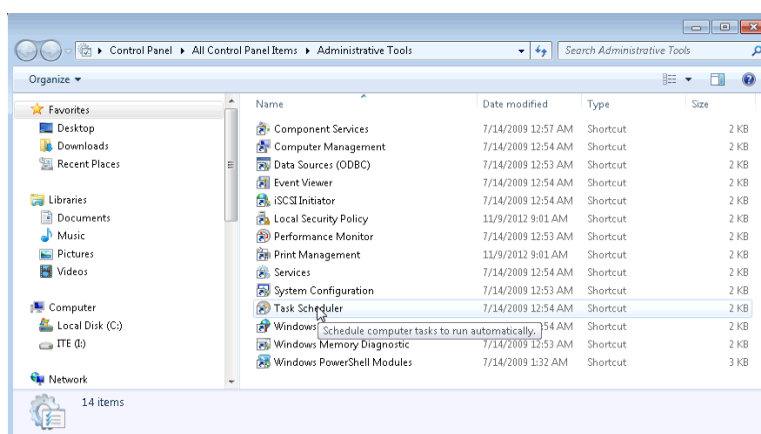 Control Panel ▸ All Control Panel Items ▸ Administrative Tools
Search Administrative Tools
Organize
Name Date modified Type Size
Favorites
Desktop
Downloads
Recent Places
Libraries
Documents
Music
Pictures
Videos
Computer
Local Disk (C:)
ITE (I:)
Network
Component Services 7/14/2009 12:57 AM Shortcut 2 KB
Computer Management 7/14/2009 12:54 AM Shortcut 2 KB
Data Sources (ODBC) 7/14/2009 12:53 AM Shortcut 2 KB
Event Viewer 7/14/2009 12:54 AM Shortcut 2 KB
iSCSI Initiator 7/14/2009 12:54 AM Shortcut 2 KB
Local Security Policy 11/9/2012 9:01 AM Shortcut 2 KB
Performance Monitor 7/14/2009 12:53 AM Shortcut 2 KB
Print Management 11/9/2012 9:01 AM Shortcut 2 KB
Services 7/14/2009 12:54 AM Shortcut 2 KB
System Configuration 7/14/2009 12:53 AM Shortcut 2 KB
Task Scheduler 7/14/2009 12:54 AM Shortcut 2 KB
Windows :54 AM Shortcut 2 KB
Schedule computer tasks to run automatically.
Windows Memory Diagnostic 7/14/2009 12:53 AM Shortcut 2 KB
Windows PowerShell Modules 7/14/2009 1:32 AM Shortcut 3 KB
14 items